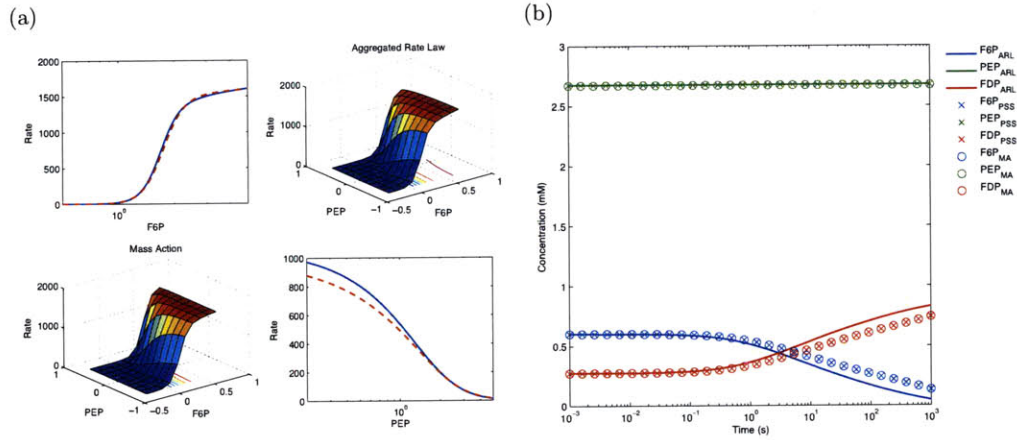 (a)
2000
1500
1000
500
0
Rate
10^0
F6P
Aggregated Rate Law
2000
1000
0
Rate
1
0
−1
PEP
−0.5
0
0.5
1
F6P
Mass Action
2000
1000
0
Rate
1
0
−1
PEP
−0.5
0
0.5
1
F6P
1000
800
600
400
200
0
Rate
10^0
PEP
(b)
3
2.5
2
1.5
1
0.5
0
Concentration (mM)
10^−3 10^−2 10^−1 10^0 10^1 10^2 10^3
Time (s)
F6P_ARL
PEP_ARL
FDP_ARL
F6P_PSS
PEP_PSS
FDP_PSS
F6P_MA
PEP_MA
FDP_MA